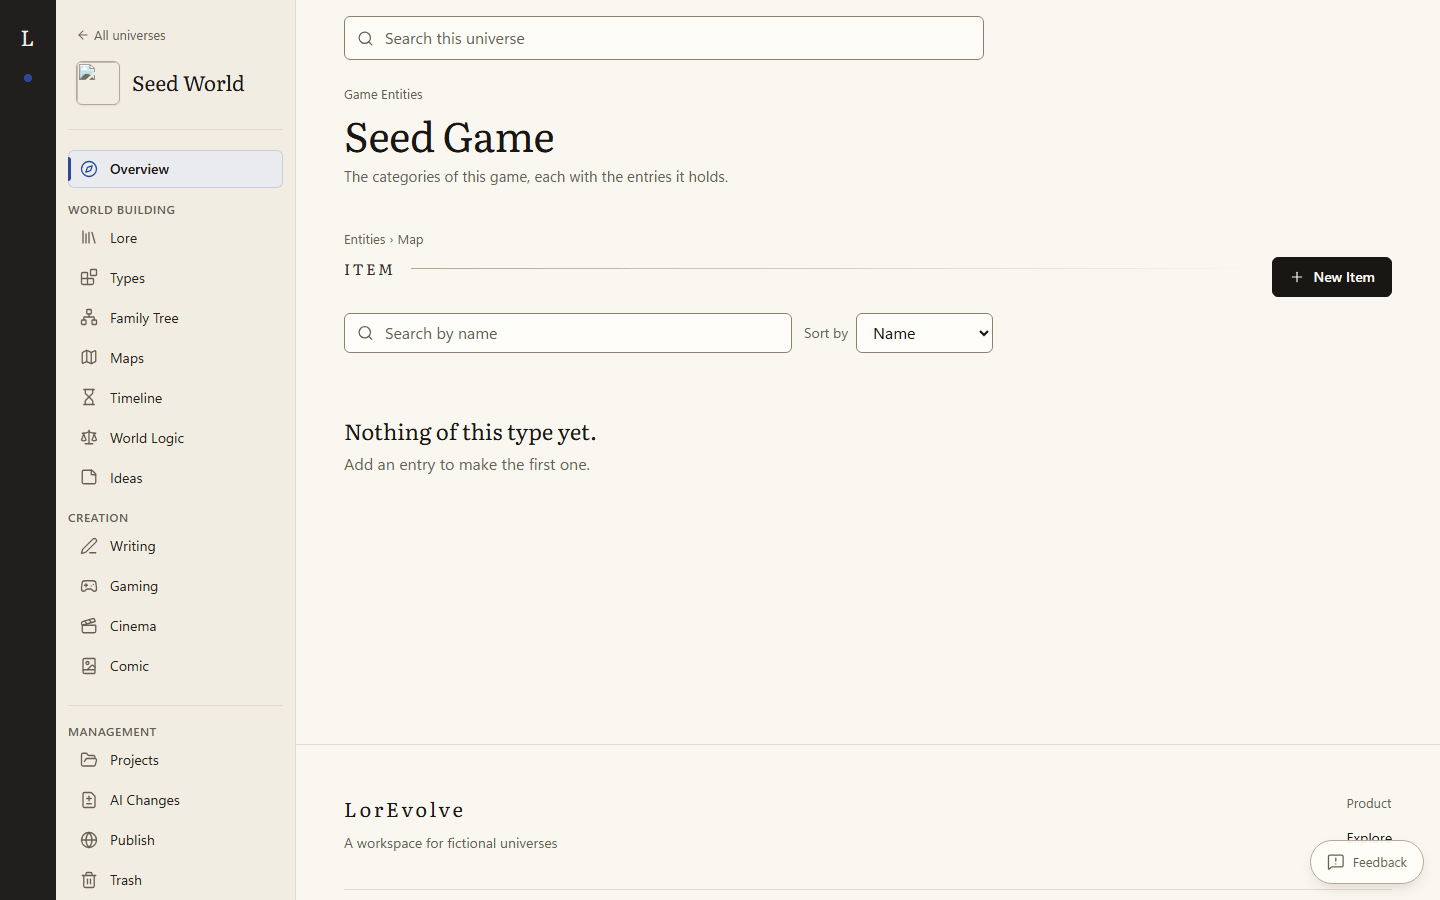 L
All universes
Seed World
Overview
WORLD BUILDING
Lore
Types
Family Tree
Maps
Timeline
World Logic
Ideas
CREATION
Writing
Gaming
Cinema
Comic
MANAGEMENT
Projects
AI Changes
Publish
Trash
Search this universe
Game Entities
Seed Game
The categories of this game, each with the entries it holds.
Entities › Map
ITEM
New Item
Search by name
Sort by
Name
Nothing of this type yet.
Add an entry to make the first one.
LorEvolve
A workspace for fictional universes
Product
Explore
Feedback